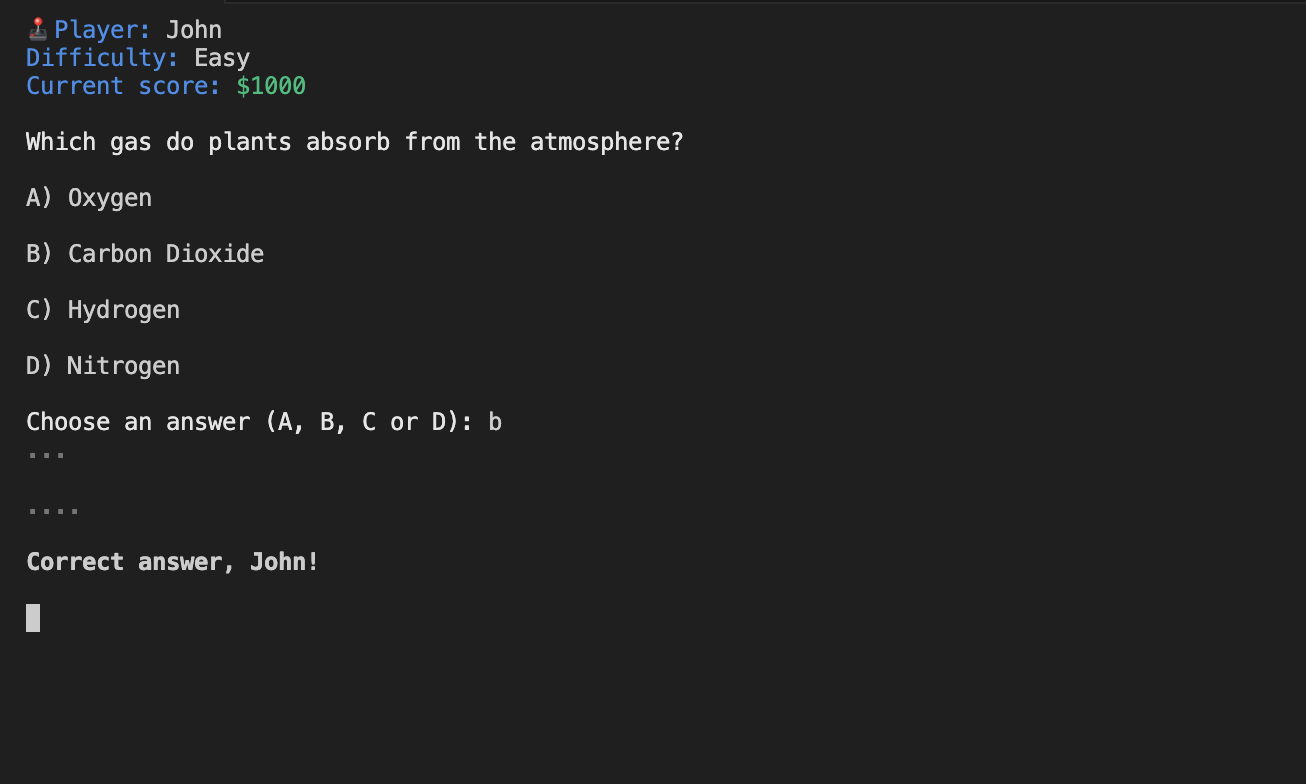 🕹️Player: John
Difficulty: Easy
Current score: $1000
Which gas do plants absorb from the atmosphere?
A) Oxygen
B) Carbon Dioxide
C) Hydrogen
D) Nitrogen
Choose an answer (A, B, C or D): b
...
....
Correct answer, John!